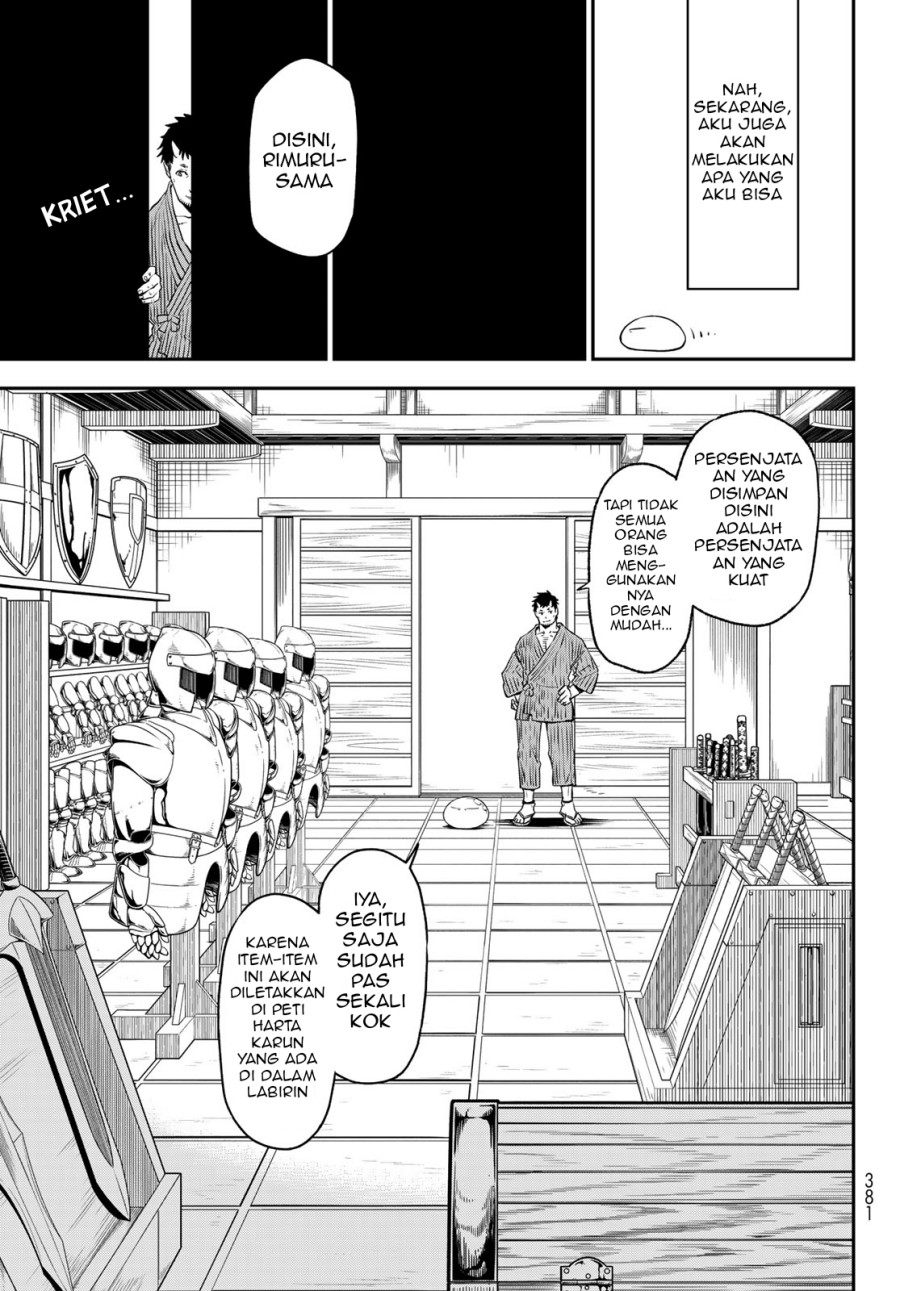 NAH,
SEKARANG,
AKU JUGA
AKAN
MELAKUKAN
APA YANG
AKU BISA
DISINI,
RIMURU-
SAMA
KRIET...
PERSENJATA
AN YANG
DISIMPAN
DISINI
ADALAH
PERSENJATA
AN YANG
KUAT
TAPI TIDAK
SEMUA
ORANG
BISA
MENG-
GUNAKAN
NYA
DENGAN
MUDAH...
IYA,
SEGITU
SAJA
SUDAH
PAS
SEKALI
KOK
KARENA
ITEM-ITEM
INI AKAN
DILETAKKAN
DI PETI
HARTA
KARUN
YANG ADA
DI DALAM
LABIRIN
381